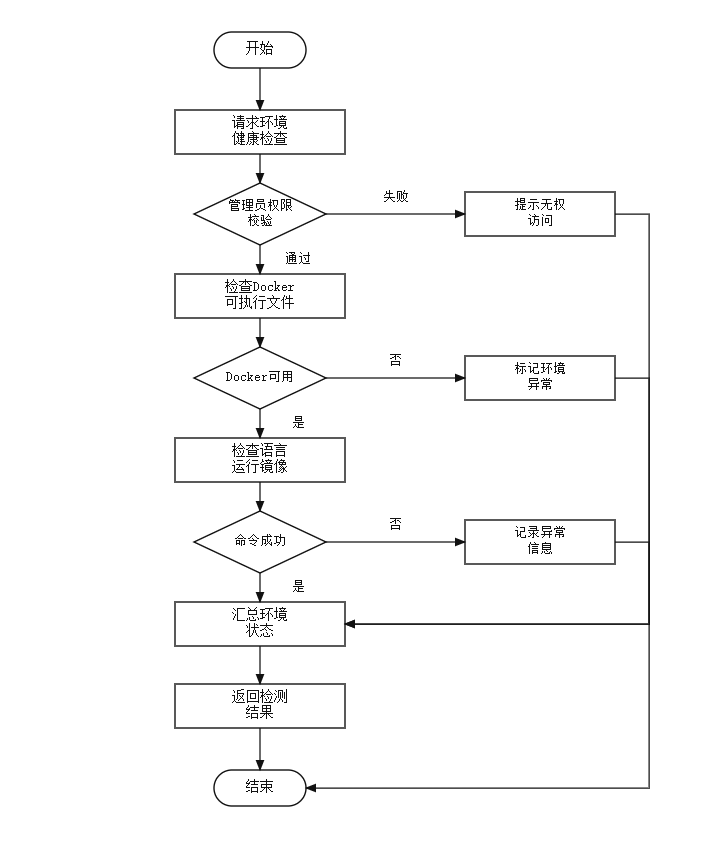 开始
请求环境
健康检查
管理员权限
校验
失败
提示无权
访问
通过
检查Docker
可执行文件
Docker可用
否
标记环境
异常
是
检查语言
运行镜像
命令成功
否
记录异常
信息
是
汇总环境
状态
返回检测
结果
结束